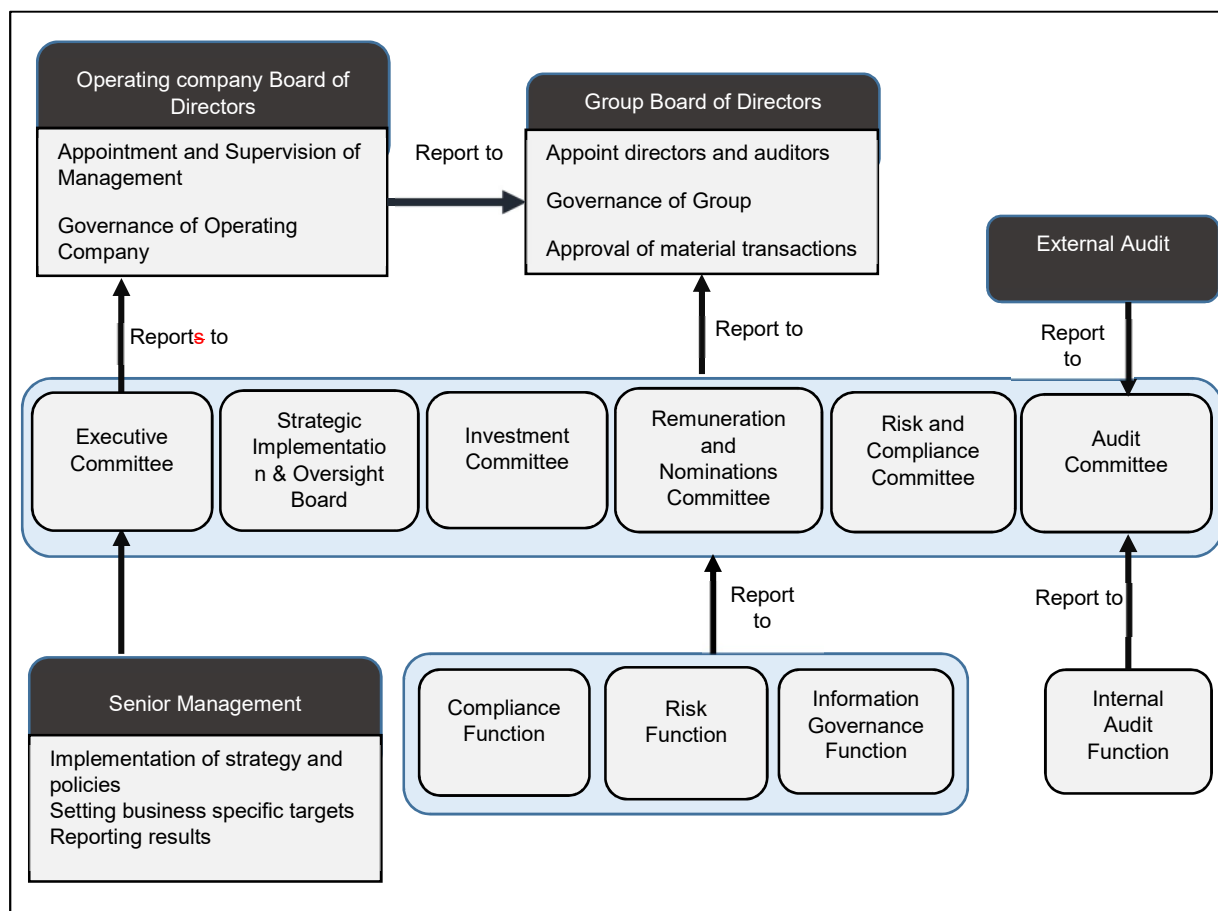 Operating company Board of
Directors
Appointment and Supervision of
Management
Governance of Operating
Company
Report to
Group Board of Directors
Appoint directors and auditors
Governance of Group
Approval of material transactions
External Audit
Reports to
Report to
Report
to
Executive
Committee
Strategic
Implementatio
n & Oversight
Board
Investment
Committee
Remuneration
and
Nominations
Committee
Risk and
Compliance
Committee
Audit
Committee
Report
to
Report to
Senior Management
Implementation of strategy and
policies
Setting business specific targets
Reporting results
Compliance
Function
Risk
Function
Information
Governance
Function
Internal
Audit
Function